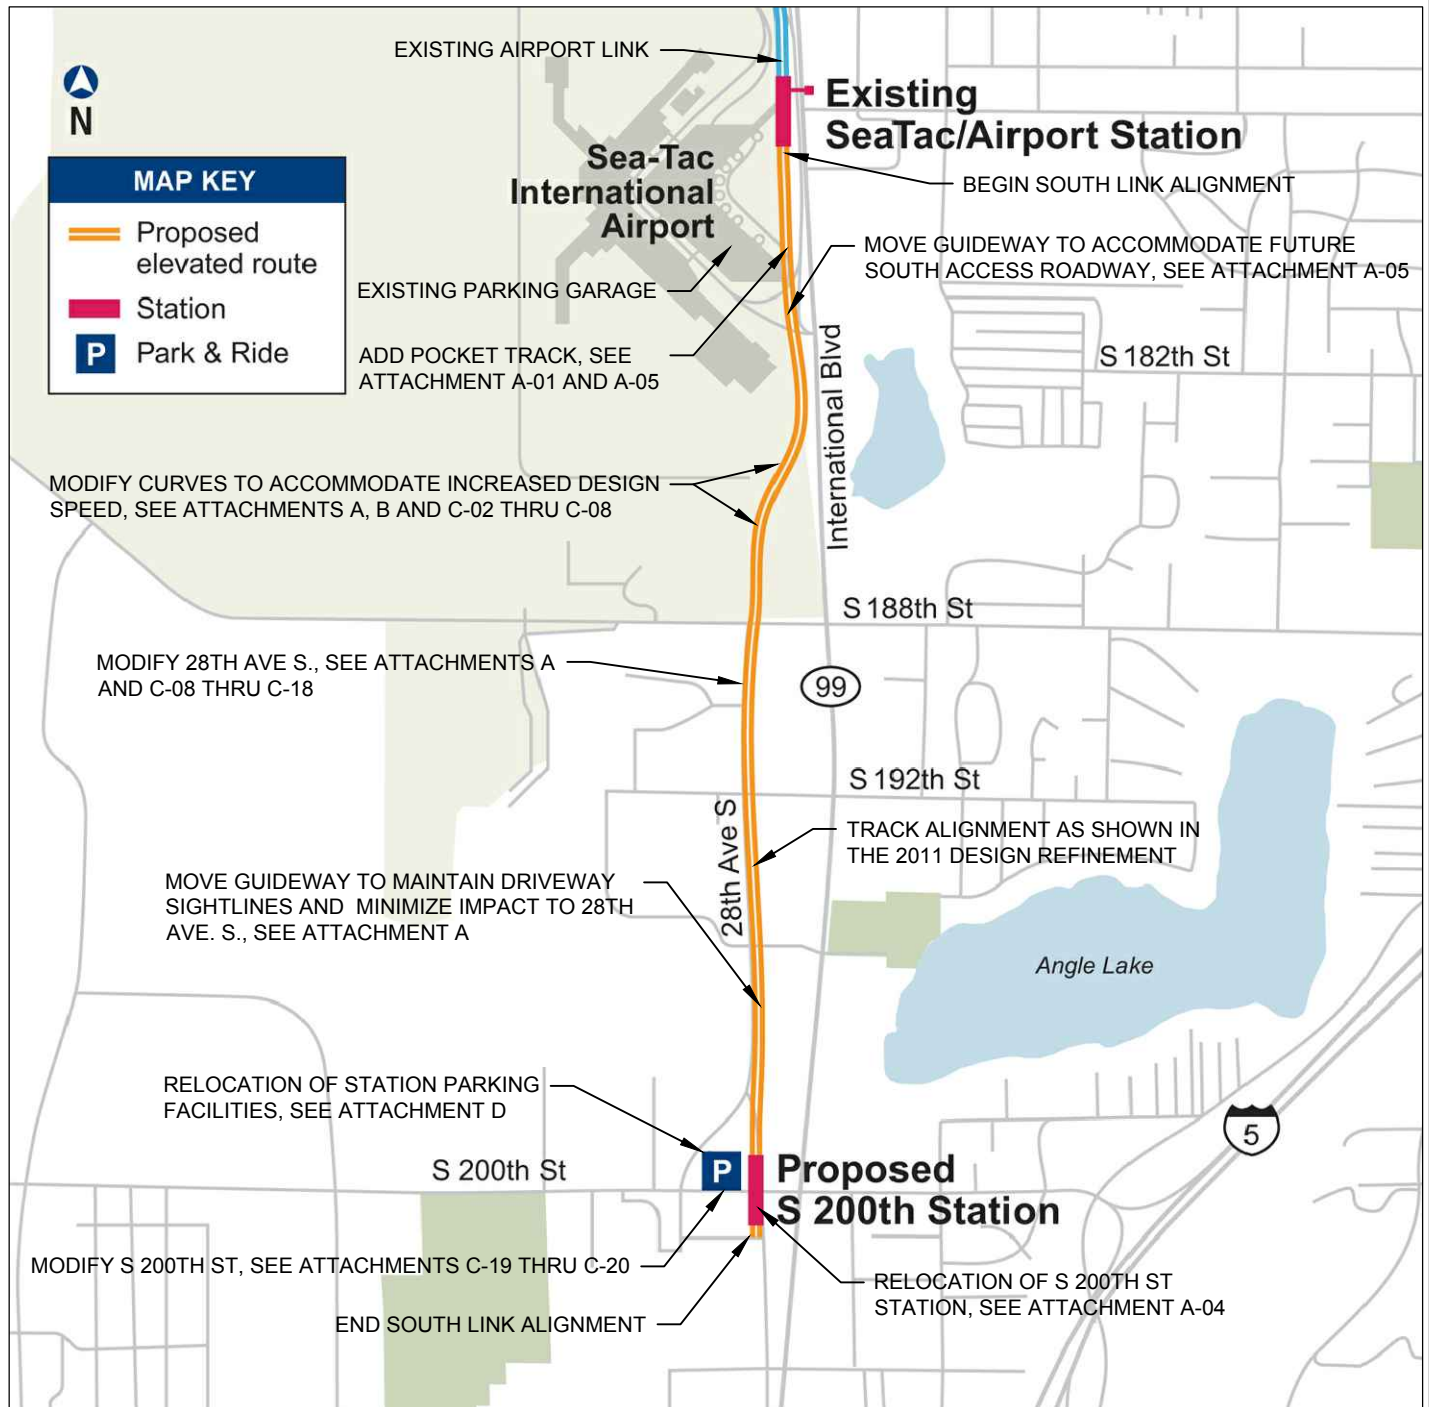 EXISTING AIRPORT LINK
N
Existing
SeaTac/Airport Station
Sea-Tac
International
Airport
MAP KEY
Proposed
elevated route
Station
P
Park & Ride
BEGIN SOUTH LINK ALIGNMENT
MOVE GUIDEWAY TO ACCOMMODATE FUTURE
SOUTH ACCESS ROADWAY, SEE ATTACHMENT A-05
EXISTING PARKING GARAGE
ADD POCKET TRACK, SEE
ATTACHMENT A-01 AND A-05
International Blvd
S 182th St
MODIFY CURVES TO ACCOMMODATE INCREASED DESIGN
SPEED, SEE ATTACHMENTS A, B AND C-02 THRU C-08
S 188th St
MODIFY 28TH AVE S., SEE ATTACHMENTS A
AND C-08 THRU C-18
99
S 192th St
28th Ave S
TRACK ALIGNMENT AS SHOWN IN
THE 2011 DESIGN REFINEMENT
MOVE GUIDEWAY TO MAINTAIN DRIVEWAY
SIGHTLINES AND  MINIMIZE IMPACT TO 28TH
AVE. S., SEE ATTACHMENT A
Angle Lake
RELOCATION OF STATION PARKING
FACILITIES, SEE ATTACHMENT D
5
S 200th St
P
Proposed
S 200th Station
MODIFY S 200TH ST, SEE ATTACHMENTS C-19 THRU C-20
RELOCATION OF S 200TH ST
STATION, SEE ATTACHMENT A-04
END SOUTH LINK ALIGNMENT